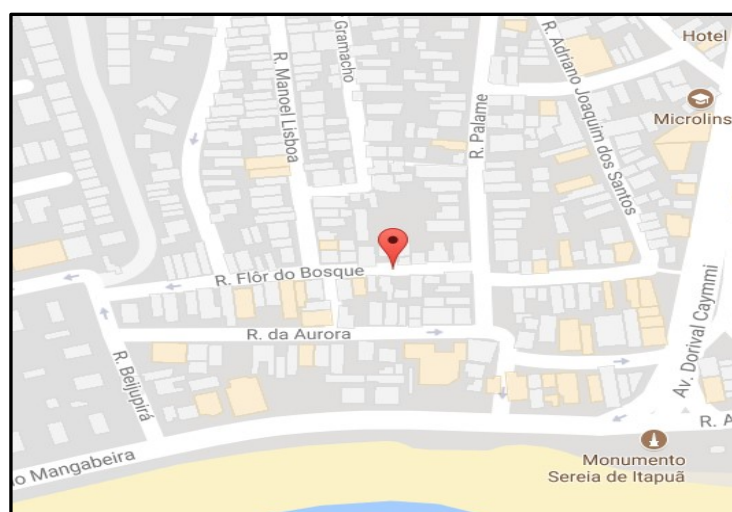 Gramacho
R. Manoel Lisboa
R. Adriano Joaquim dos Santos
Hotel
Microlins
R. Palame
R. Flôr do Bosque
R. da Aurora
R. Beijupirá
Av. Dorival Caymmi
R. A
o Mangabeira
Monumento
Sereia de Itapuã